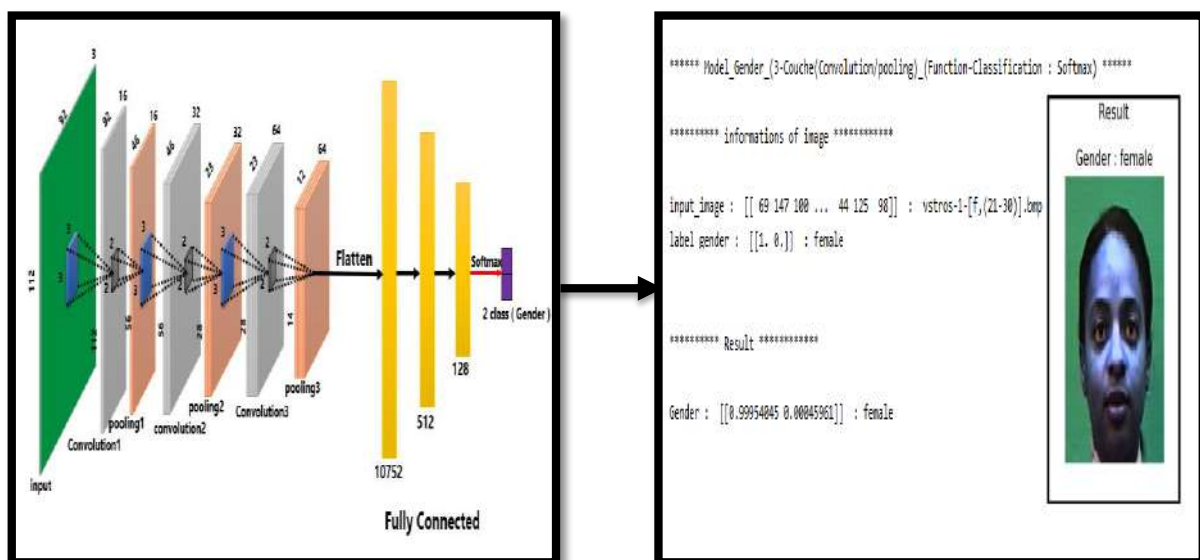 3
92
16
92
16
46
32
46
32
23
64
23
64
12
3
3
2
2
3
3
2
2
3
3
2
2
112
112
56
56
28
28
14
Input
Convolution1
pooling1
convolution2
pooling2
Convolution3
pooling3
Flatten
Softmax
2 class ( Gender )
128
512
10752
Fully Connected
****** Model_Gender_(3-Couche(Convolution/pooling)_(Function-Classification : Softmax) ******
********* informations of image ***********
input_image : [[ 69 147 100 ... 44 125 98]] : vstros-1-[f,(21-30)].bmp
label gender : [[1. 0.]] : female
********* Result ***********
Gender : [[0.99954045 0.00045961]] : female
Result
Gender : female